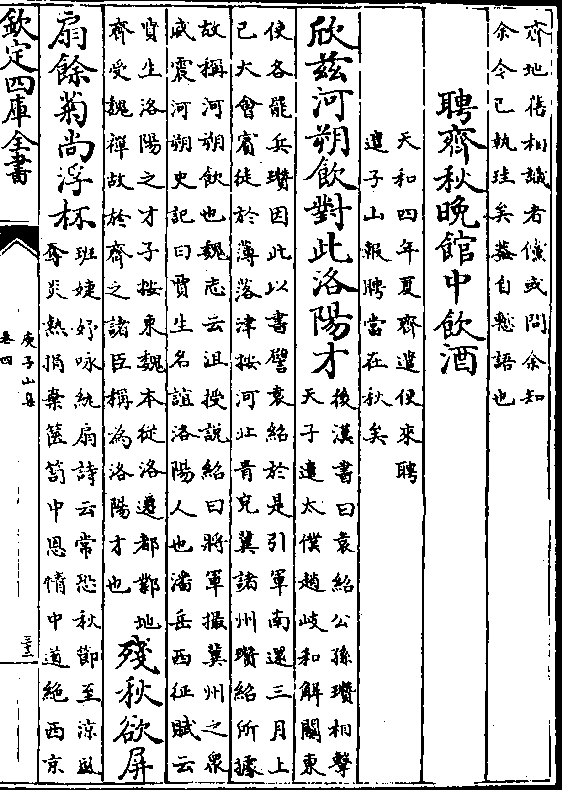 齊地舊相識者儻或問余知
余今已執珪矣蓋自慰語也
聘齊秋晚館中飲酒
天和四年夏齊遣使來聘
遣子山報聘當在秋矣
欣茲河朔飲對此洛陽才
後漢書曰袁紹公孫瓚相擊
天子遣太僕趙岐和解關東
使各罷兵瓚因此以書譬袁紹於是引軍南還三月上
巳大會賓徒於薄落津按河北青兗冀諸州瓚紹所據
故稱河朔飲也魏志云沮授說紹曰將軍撮冀州之衆
威震河朔史記曰賈生名誼洛陽人也潘岳西征賦云
賈生洛陽之才子按東魏本從洛遷都鄴地
齊受魏禪故於齊之諸臣稱為洛陽才也
殘秋欲屏
扇餘菊尚浮杯
班婕妤咏紈扇詩云常恐秋節至涼飈
奪炎熱捐棄篋笥中恩情中道絶西京
欽定四庫全書
庾子山集
卷四